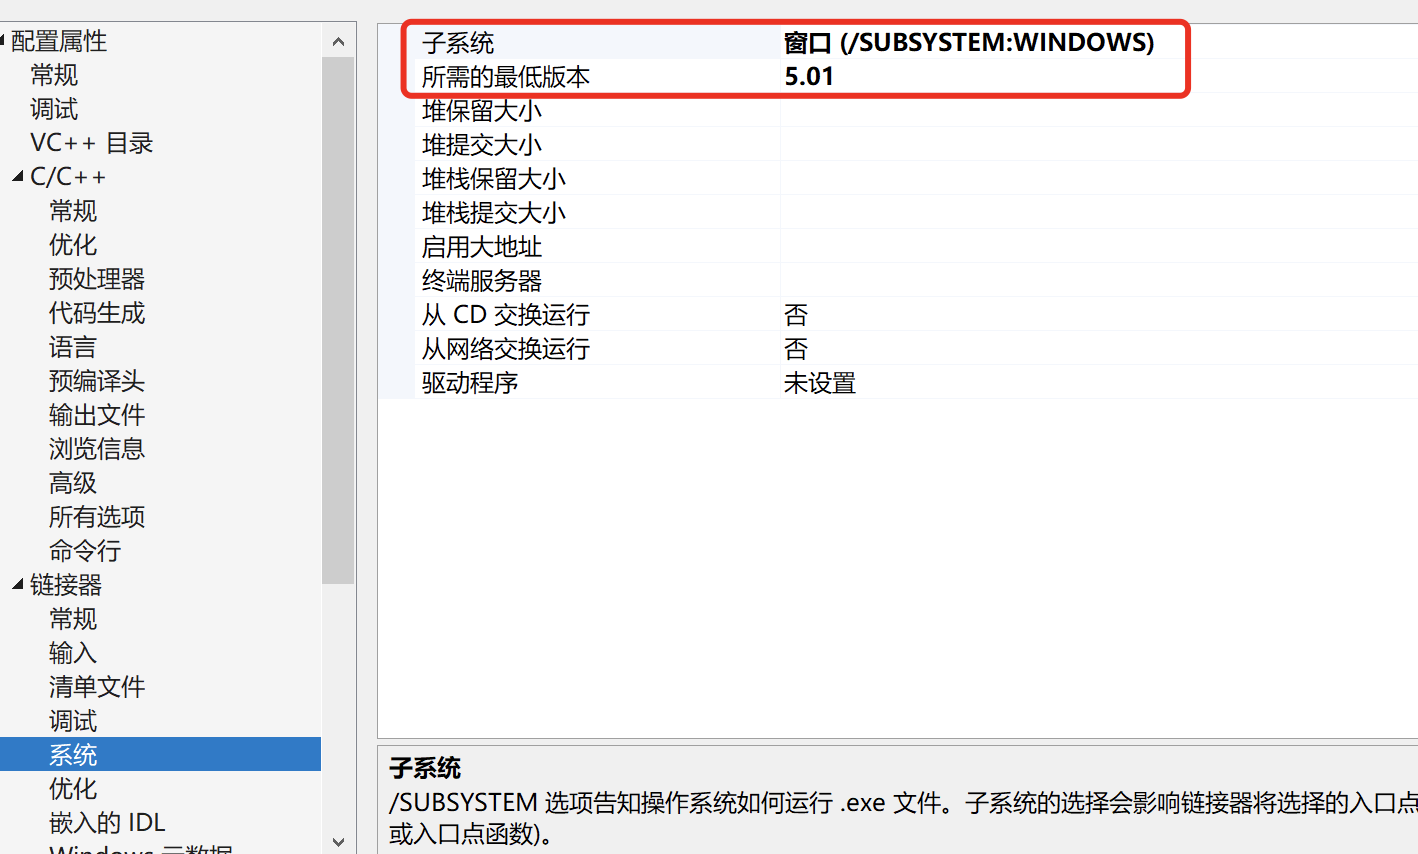 配置属性
常规
调试
VC++ 目录
C/C++
常规
优化
预处理器
代码生成
语言
预编译头
输出文件
浏览信息
高级
所有选项
命令行
链接器
常规
输入
清单文件
调试
系统
优化
嵌入的 IDL
Windows 元数据
子系统 窗口 (/SUBSYSTEM:WINDOWS)
所需的最低版本 5.01
堆保留大小
堆提交大小
堆栈保留大小
堆栈提交大小
启用大地址
终端服务器
从 CD 交换运行 否
从网络交换运行 否
驱动程序 未设置
子系统
/SUBSYSTEM 选项告知操作系统如何运行 .exe 文件。子系统的选择会影响链接器将选择的入口点
或入口点函数)。